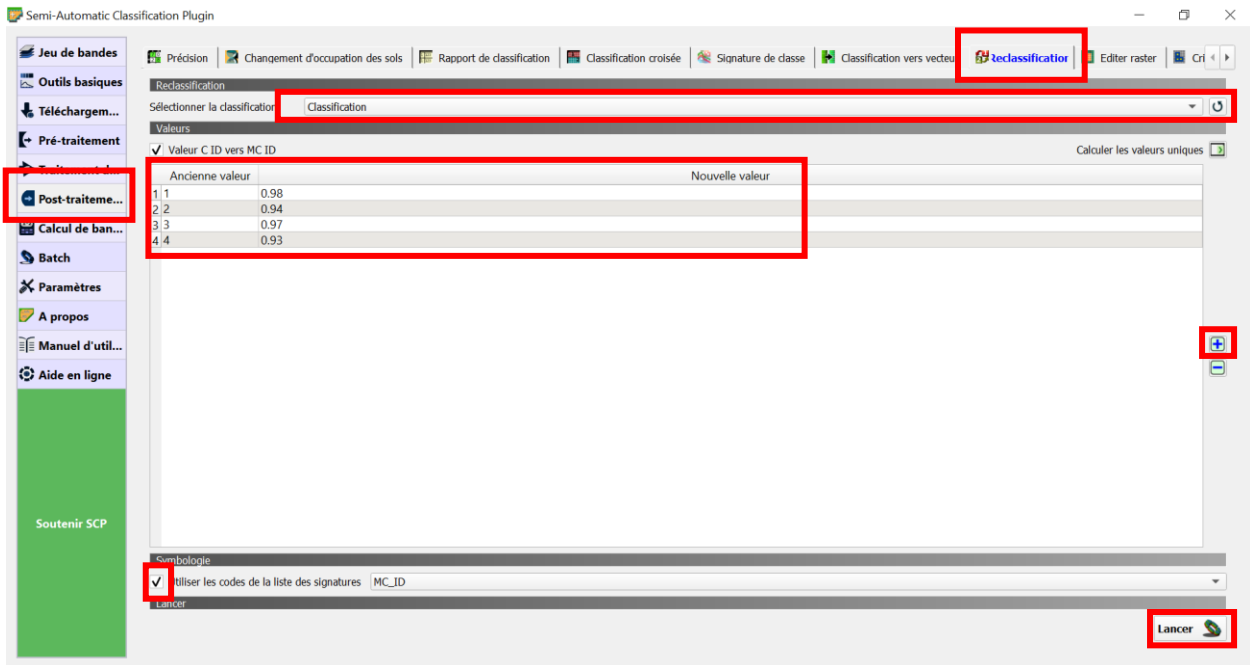 Semi-Automatic Classification Plugin
Jeu de bandes
Outils basiques
Téléchargem...
Pré-traitement
Post-traiteme...
Calcul de ban...
Batch
Paramètres
A propos
Manuel d'util...
Aide en ligne
Soutenir SCP
Précision
Changement d'occupation des sols
Rapport de classification
Classification croisée
Signature de classe
Classification vers vecteu
Reclassification
Editer raster
Cri
Reclassification
Sélectionner la classification
Classification
Valeurs
Valeur C ID vers MC ID
Calculer les valeurs uniques
Ancienne valeur Nouvelle valeur
1 1 0.98
2 2 0.94
3 3 0.97
4 4 0.93
Symbologie
Utiliser les codes de la liste des signatures MC_ID
Lancer
Lancer